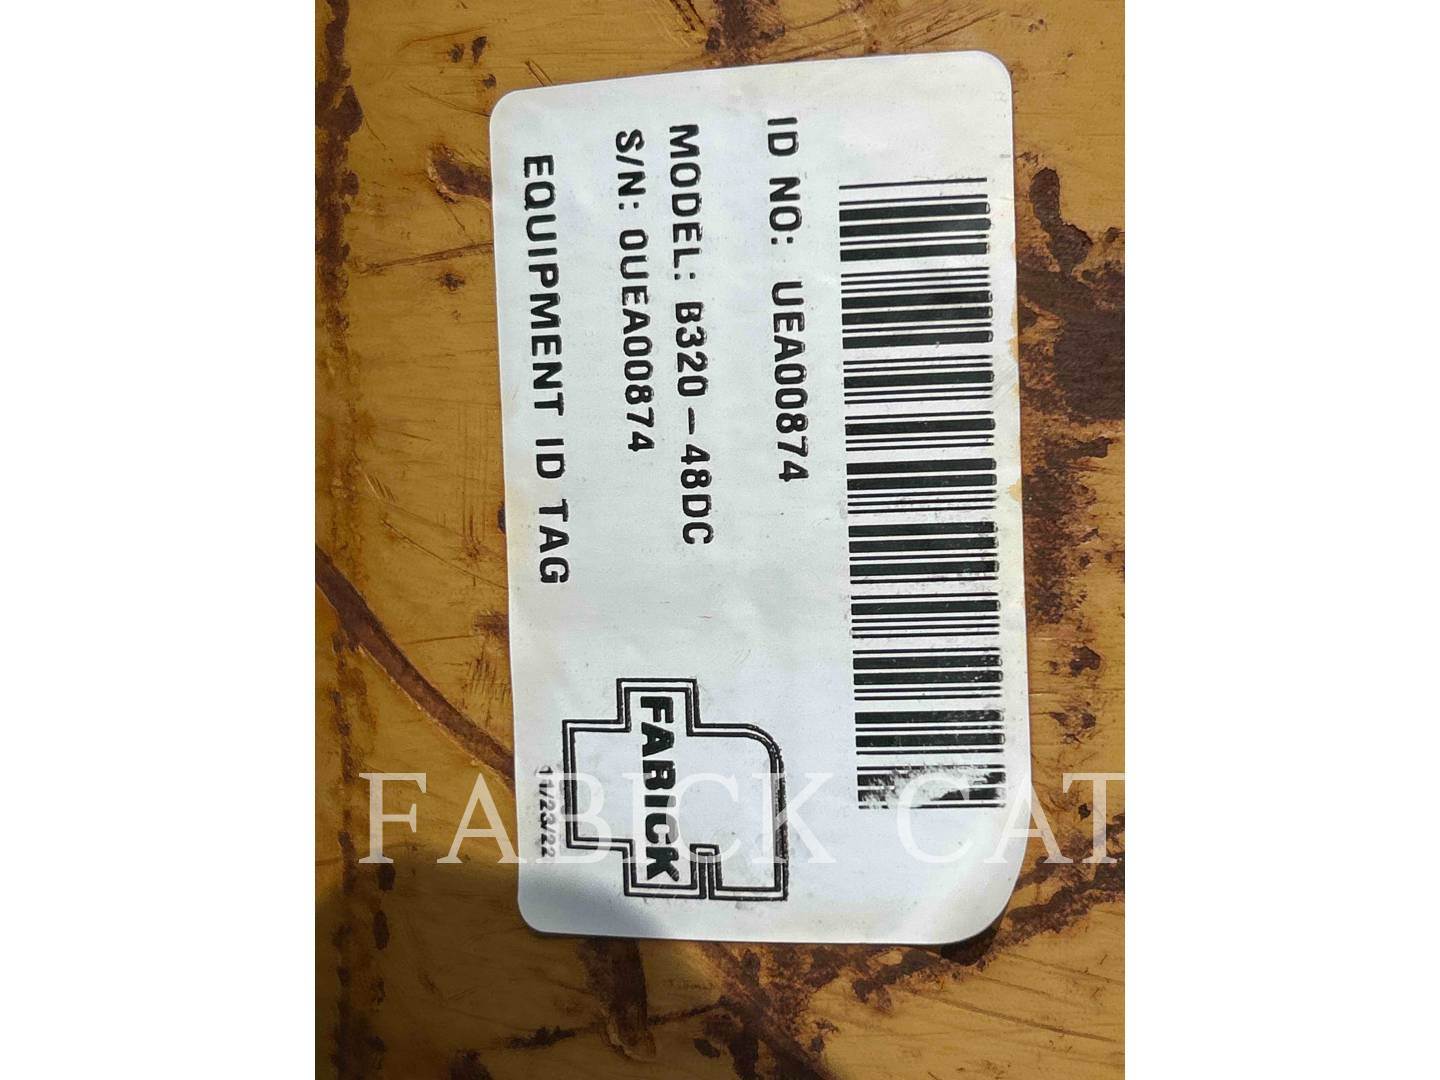 ID NO: UEA00874
MODEL: B320-48DC
S/N: 0UEA00874
EQUIPMENT ID TAG
FABICK
11/23/22
FABICK CAT